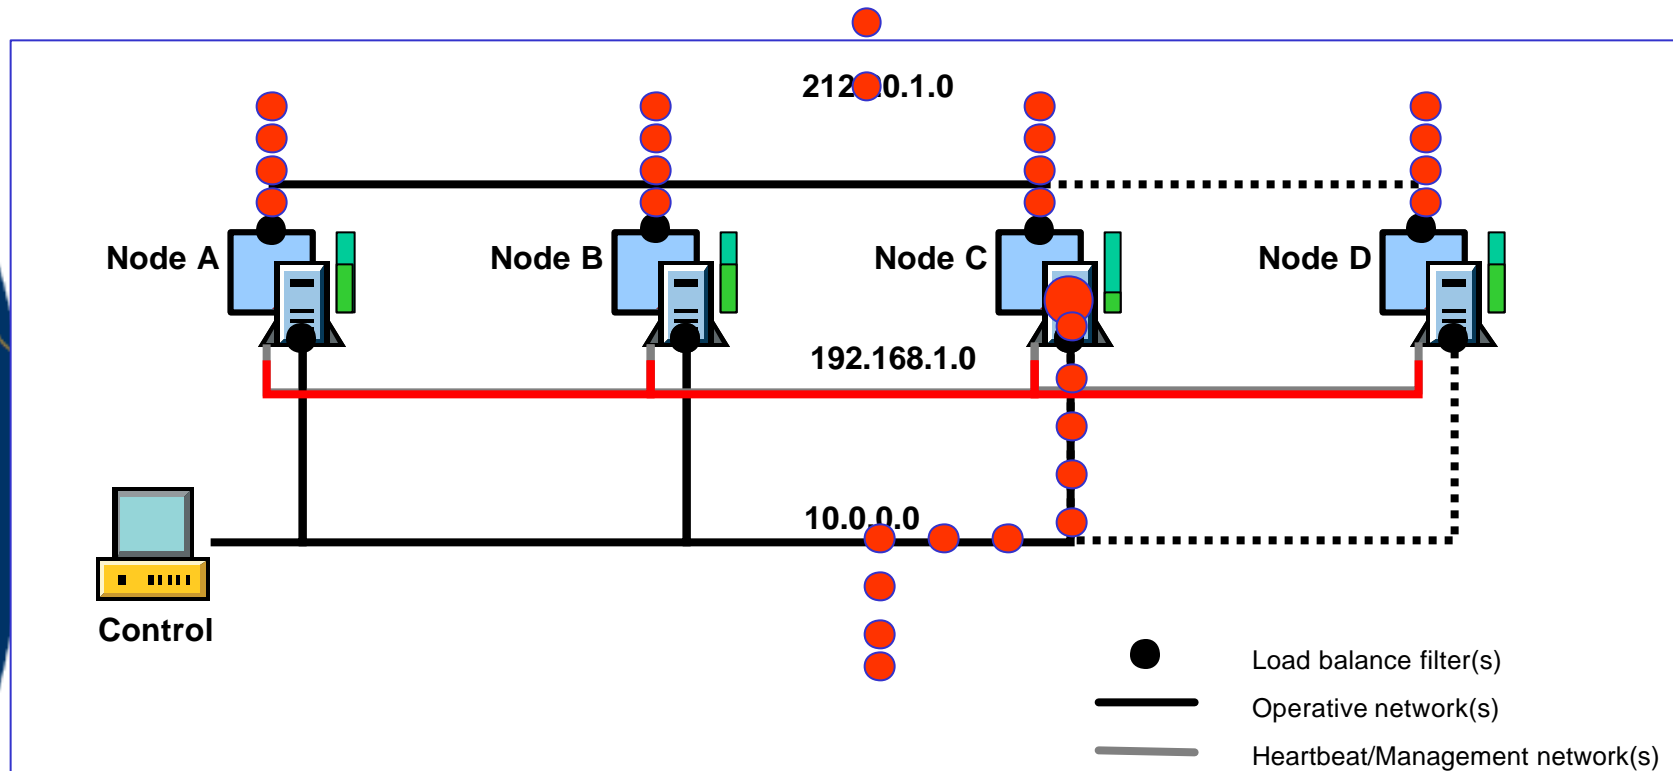 212 0.1.0
Node A
Node B
Node C
Node D
192.168.1.0
10.0.0.0
Control
Load balance filter(s)
Operative network(s)
Heartbeat/Management network(s)